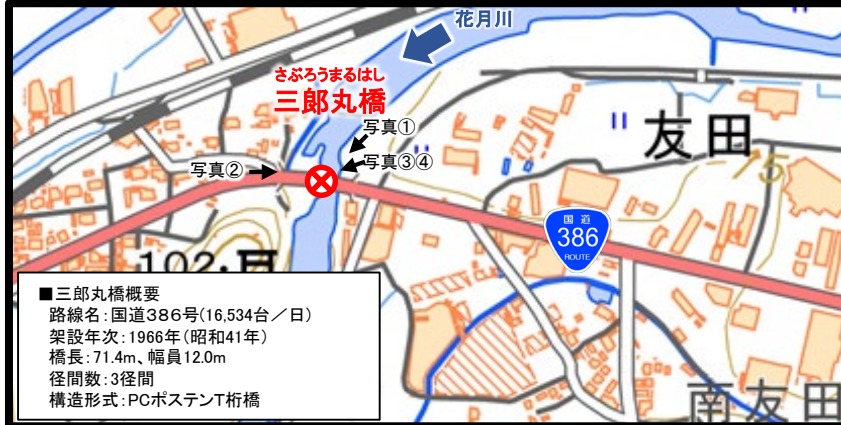 花月川
さぶろうまるはし
三郎丸橋
写真①
写真②
写真③④
友田
75
国道
386
ROUTE
102.
■三郎丸橋概要
路線名:国道386号(16,534台/日)
架設年次:1966年(昭和41年)
橋長:71.4m、幅員12.0m
径間数:3径間
構造形式:PCポステンT桁橋
南友田